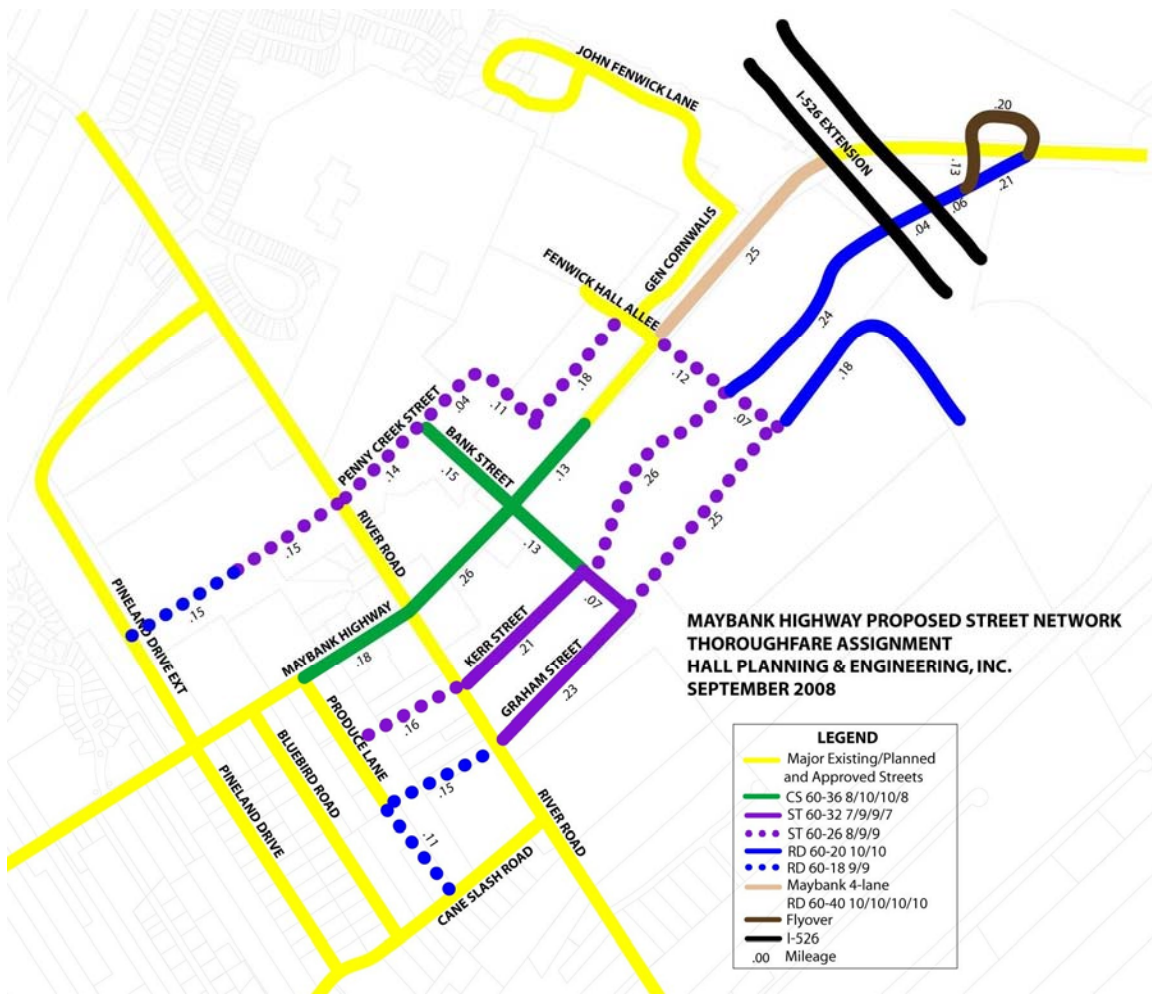 JOHN FENWICK LANE
I-526 EXTENSION
.20
.13
.21
.06
.04
GEN CORNWALIS
.25
FENWICK HALL ALLEE
.24
.12
.18
.18
.07
.04
.11
PENNY CREEK STREET
BANK STREET
.14
.15
.13
.26
.25
.15
RIVER ROAD
.13
.26
.15
.07
PINELAND DRIVE EXT
MAYBANK HIGHWAY
.18
KERR STREET
.21
GRAHAM STREET
.23
.16
PRODUCE LANE
BLUEBIRD ROAD
PINELAND DRIVE
.15
.11
RIVER ROAD
CANE SLASH ROAD
MAYBANK HIGHWAY PROPOSED STREET NETWORK
THOROUGHFARE ASSIGNMENT
HALL PLANNING & ENGINEERING, INC.
SEPTEMBER 2008
LEGEND
Major Existing/Planned
and Approved Streets
CS 60-36 8/10/10/8
ST 60-32 7/9/9/7
ST 60-26 8/9/9
RD 60-20 10/10
RD 60-18 9/9
Maybank 4-lane
RD 60-40 10/10/10/10
Flyover
I-526
.00 Mileage